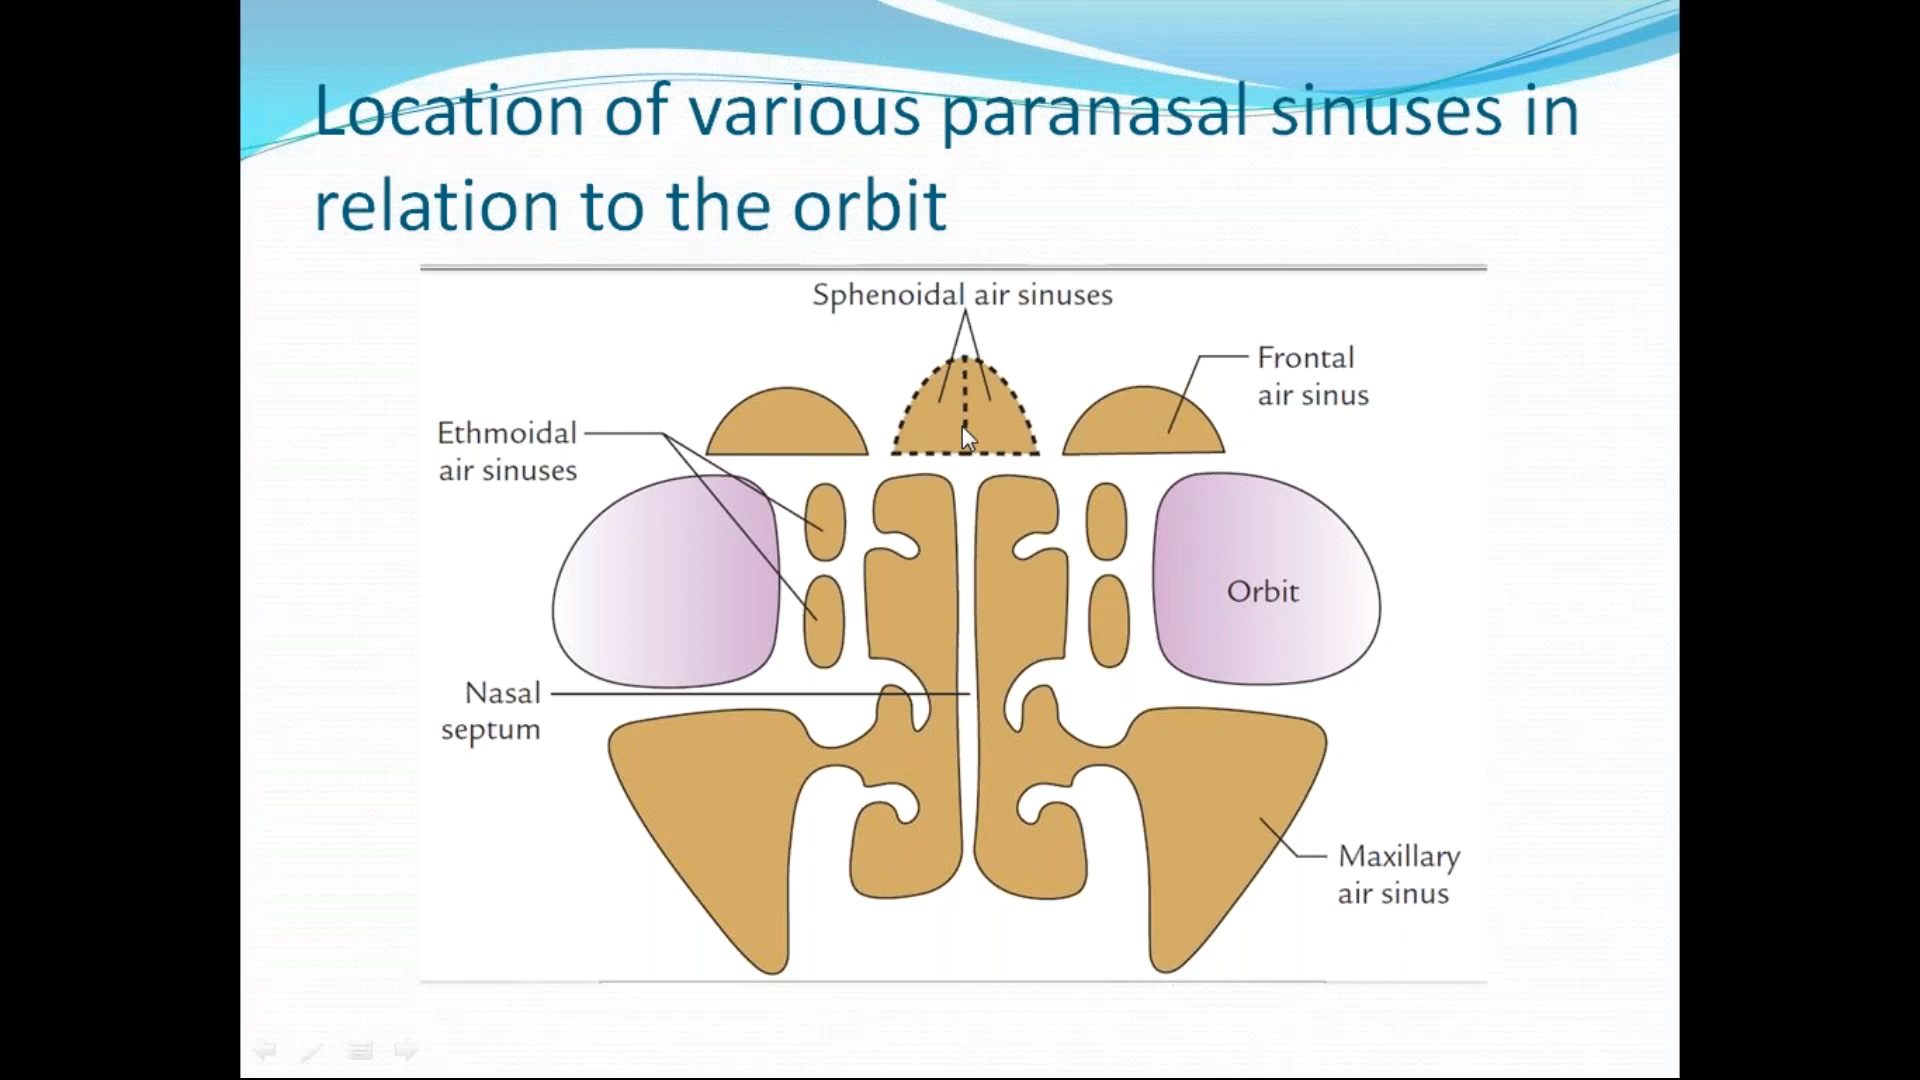 Location of various paranasal sinuses in
relation to the orbit
Sphenoidal air sinuses
Frontal
air sinus
Ethmoidal
air sinuses
Orbit
Nasal
septum
Maxillary
air sinus